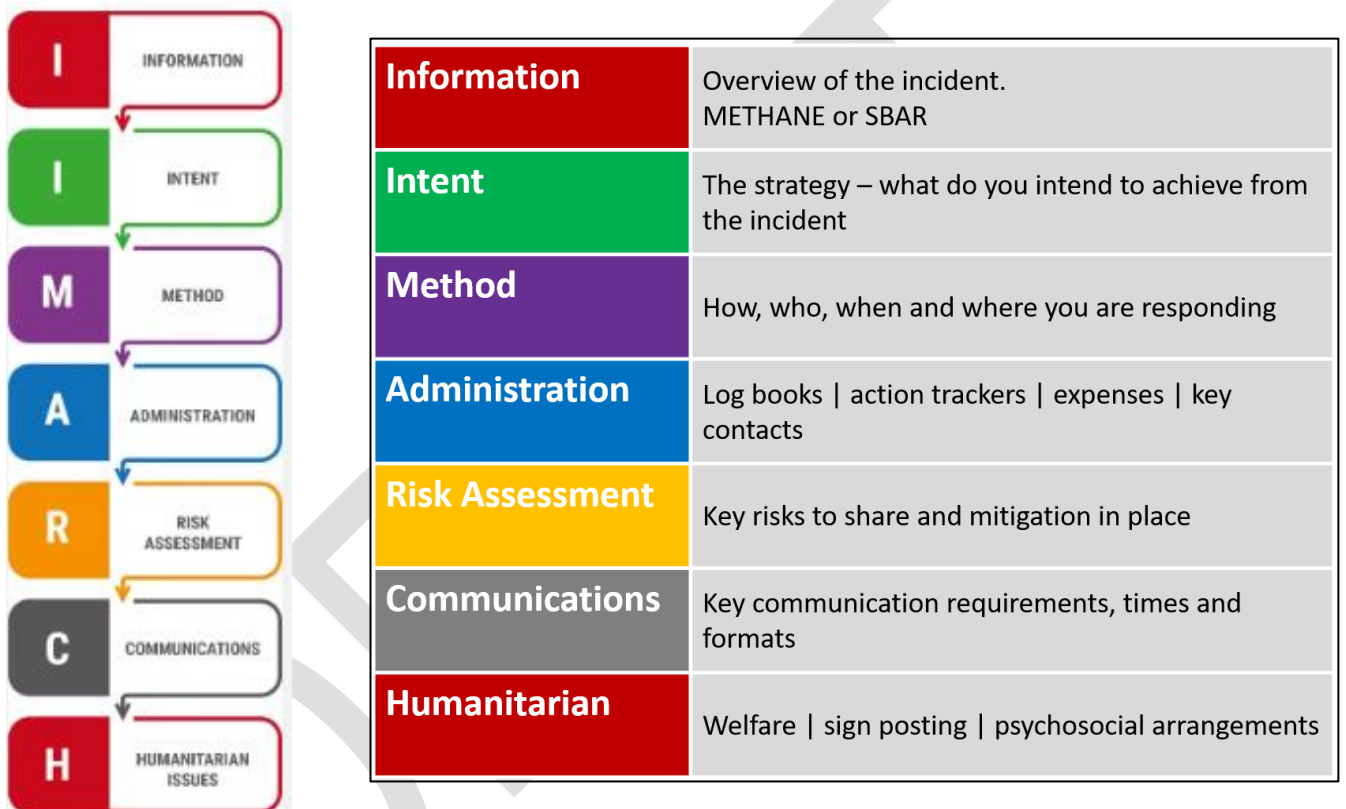 I
INFORMATION
I
INTENT
M
METHOD
A
ADMINISTRATION
R
RISK
ASSESSMENT
C
COMMUNICATIONS
H
HUMANITARIAN
ISSUES
Information
Overview of the incident.
METHANE or SBAR
Intent
The strategy – what do you intend to achieve from
the incident
Method
How, who, when and where you are responding
Administration
Log books | action trackers | expenses | key
contacts
Risk Assessment
Key risks to share and mitigation in place
Communications
Key communication requirements, times and
formats
Humanitarian
Welfare | sign posting | psychosocial arrangements